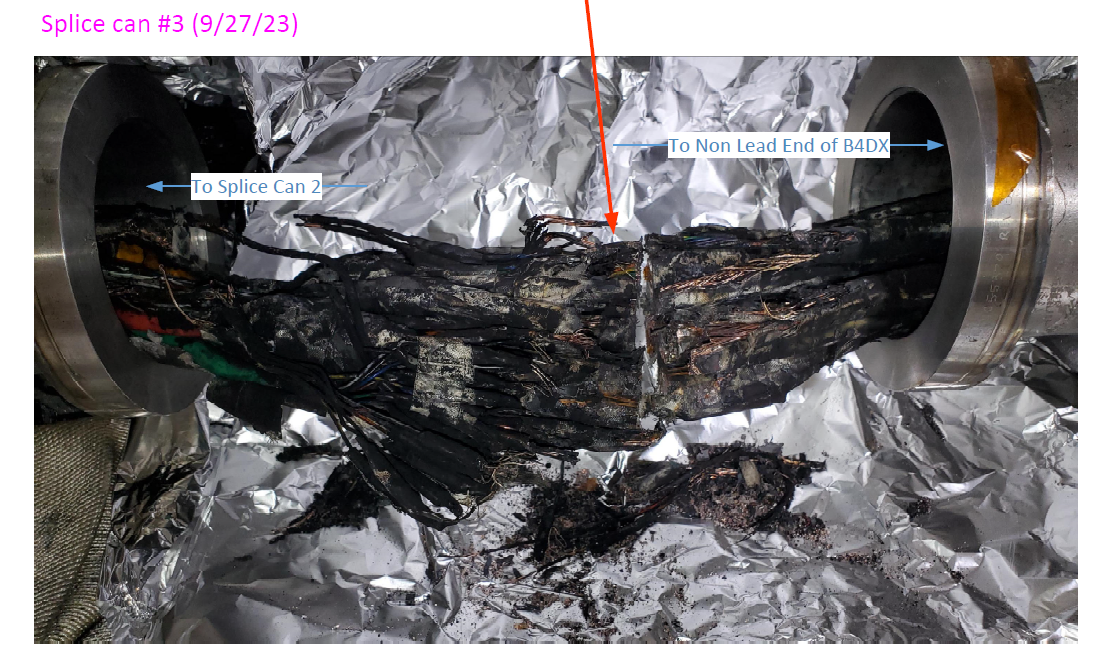 Splice can #3 (9/27/23)
To Non Lead End of B4DX
To Splice Can 2